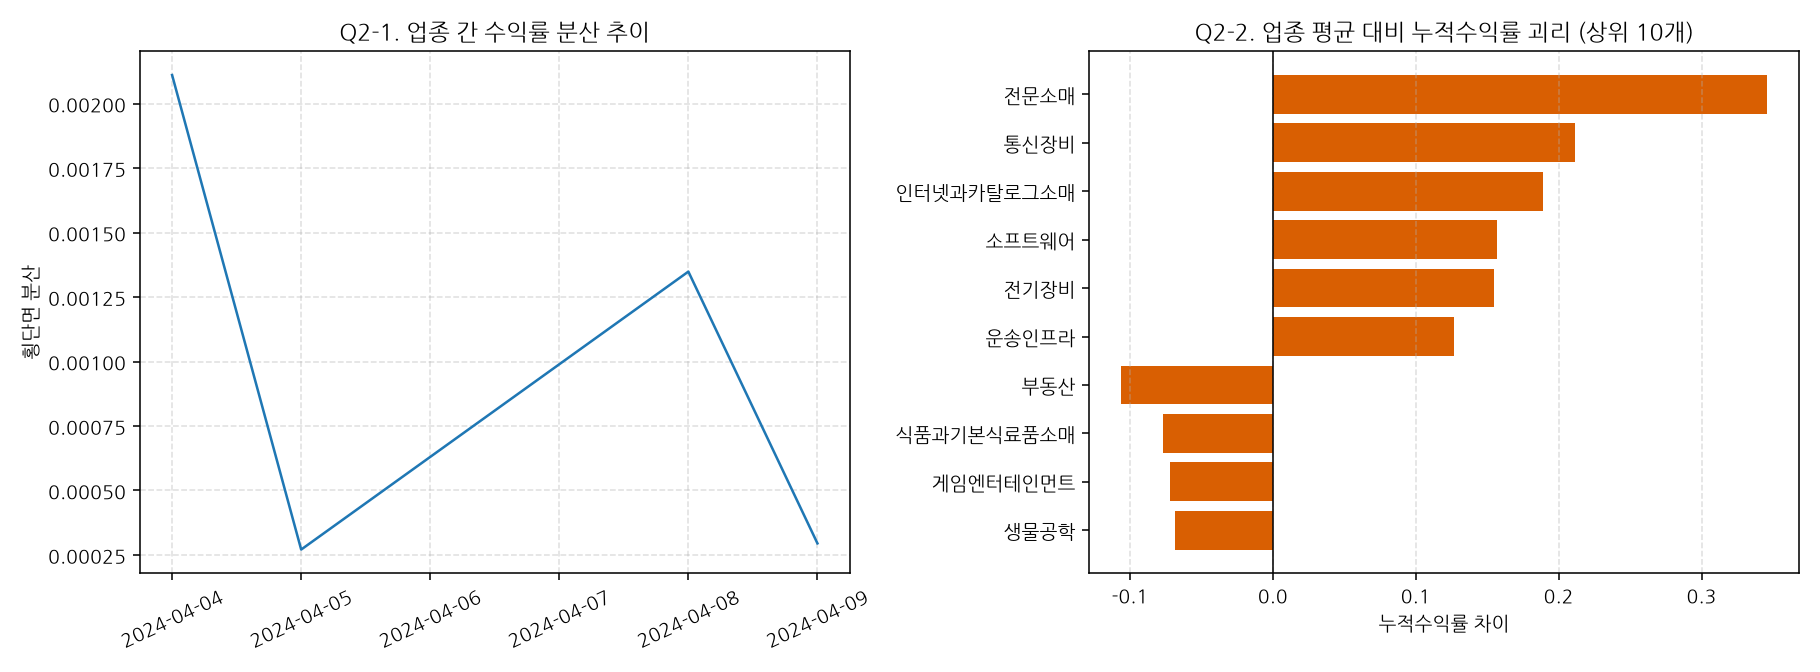 Q2-1. 업종 간 수익률 분산 추이
횡단면 분산
0.00200
0.00175
0.00150
0.00125
0.00100
0.00075
0.00050
0.00025
2024-04-04
2024-04-05
2024-04-06
2024-04-07
2024-04-08
2024-04-09
Q2-2. 업종 평균 대비 누적수익률 괴리 (상위 10개)
전문소매
통신장비
인터넷과카탈로그소매
소프트웨어
전기장비
운송인프라
부동산
식품과기본식료품소매
게임엔터테인먼트
생물공학
-0.1
0.0
0.1
0.2
0.3
누적수익률 차이